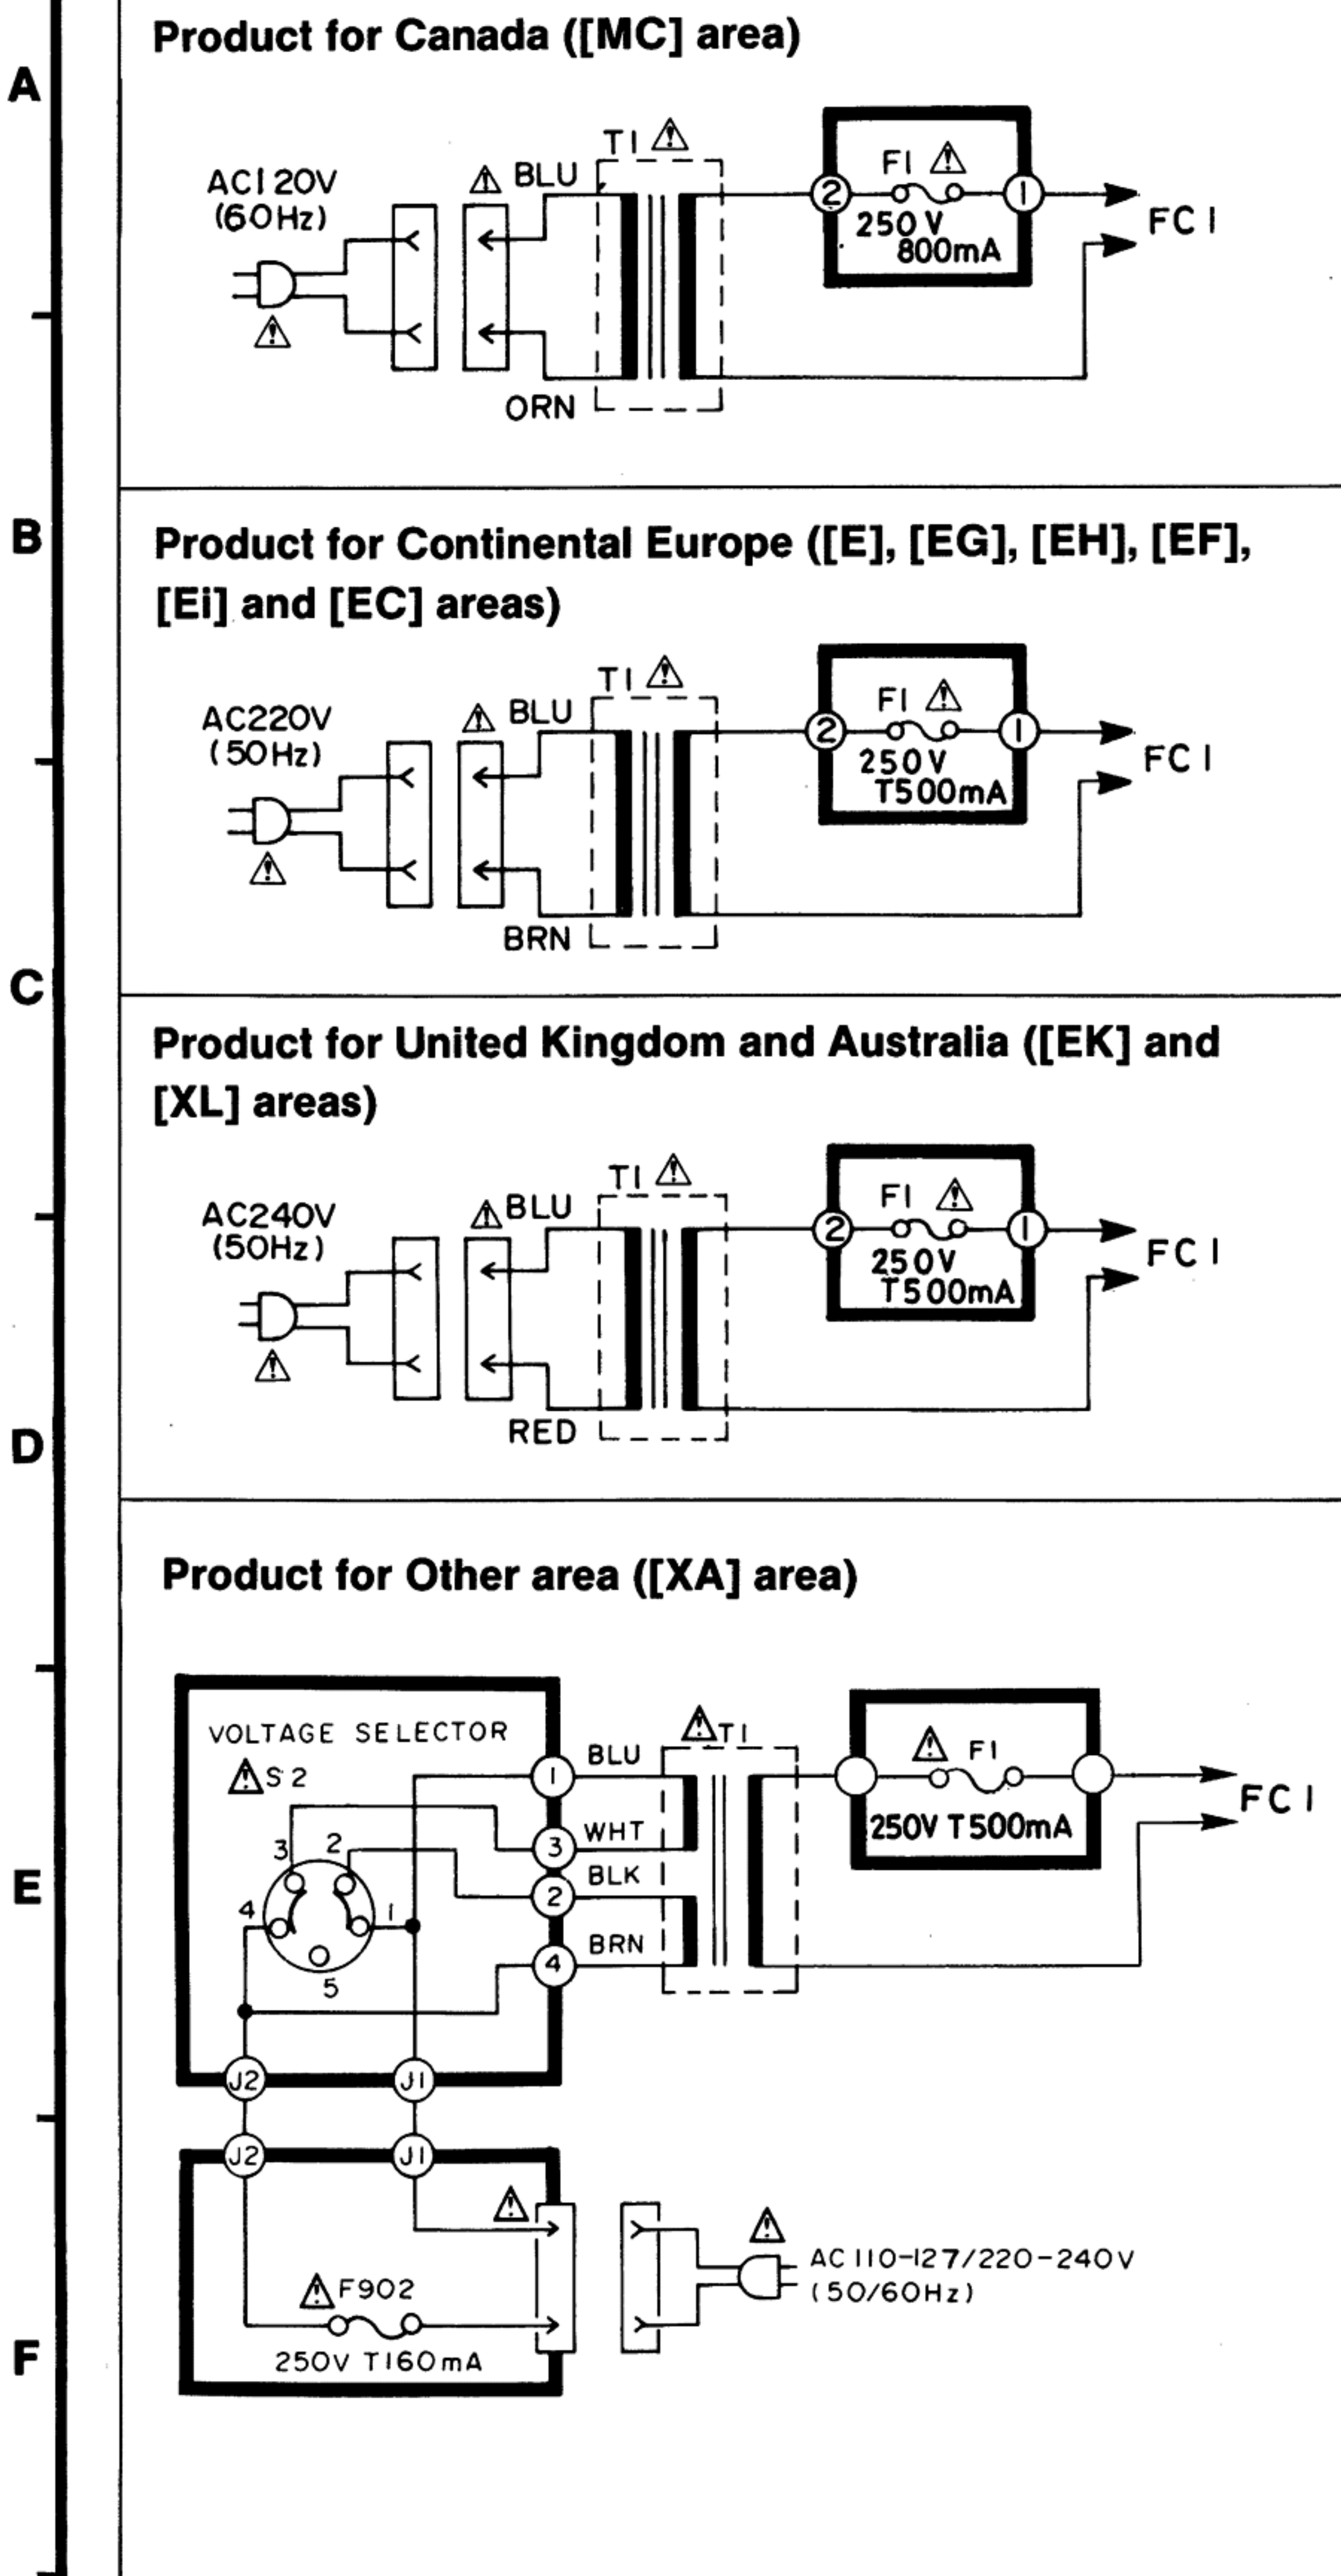 A
Product for Canada ([MC] area)
T1
AC120V
(60Hz)
BLU
F1
2
1
250V
800mA
FC1
ORN
B
Product for Continental Europe ([E], [EG], [EH], [EF],
[Ei] and [EC] areas)
T1
AC220V
(50Hz)
BLU
F1
2
1
250V
T500mA
FC1
BRN
C
Product for United Kingdom and Australia ([EK] and
[XL] areas)
T1
AC240V
(50Hz)
BLU
F1
2
1
250V
T500mA
FC1
RED
D
Product for Other area ([XA] area)
VOLTAGE SELECTOR
S2
T1
BLU
1
F1
FC1
250V T500mA
WHT
3
3
2
BLK
2
4
1
BRN
4
5
E
J2
J1
J2
J1
AC 110-127/220-240V
(50/60Hz)
F902
250V T160mA
F